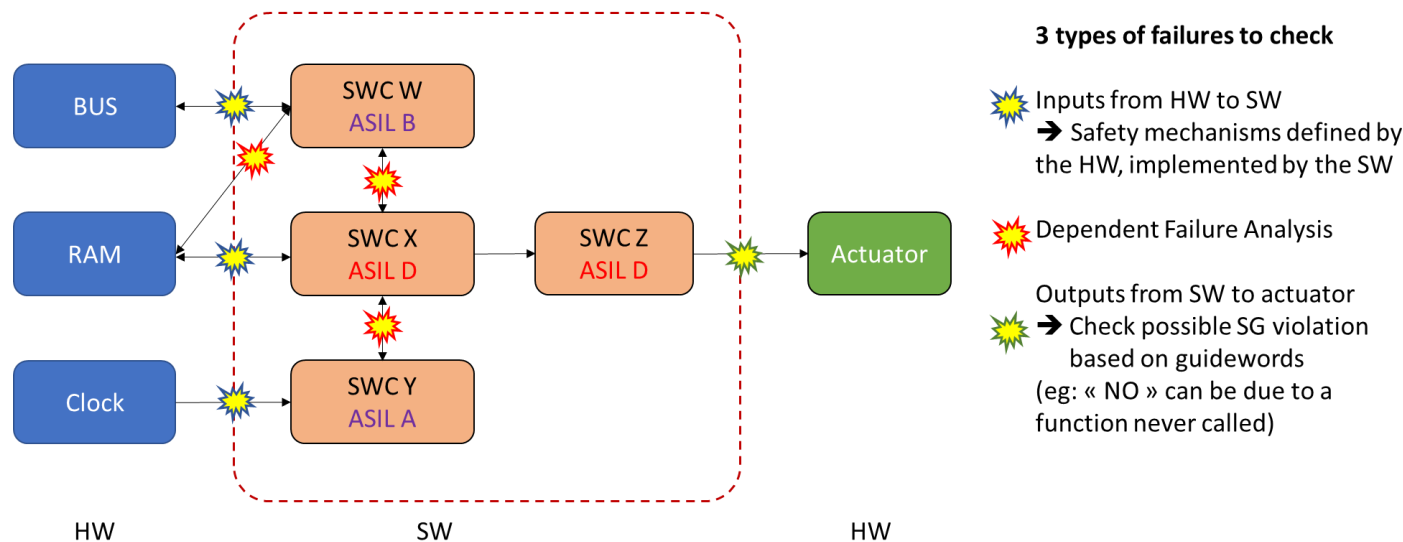 BUS
SWC W
ASIL B
RAM
SWC X
ASIL D
SWC Z
ASIL D
Actuator
Clock
SWC Y
ASIL A
HW
SW
HW
3 types of failures to check
Inputs from HW to SW
➔ Safety mechanisms defined by
the HW, implemented by the SW
Dependent Failure Analysis
Outputs from SW to actuator
➔ Check possible SG violation
based on guidewords
(eg: « NO » can be due to a
function never called)